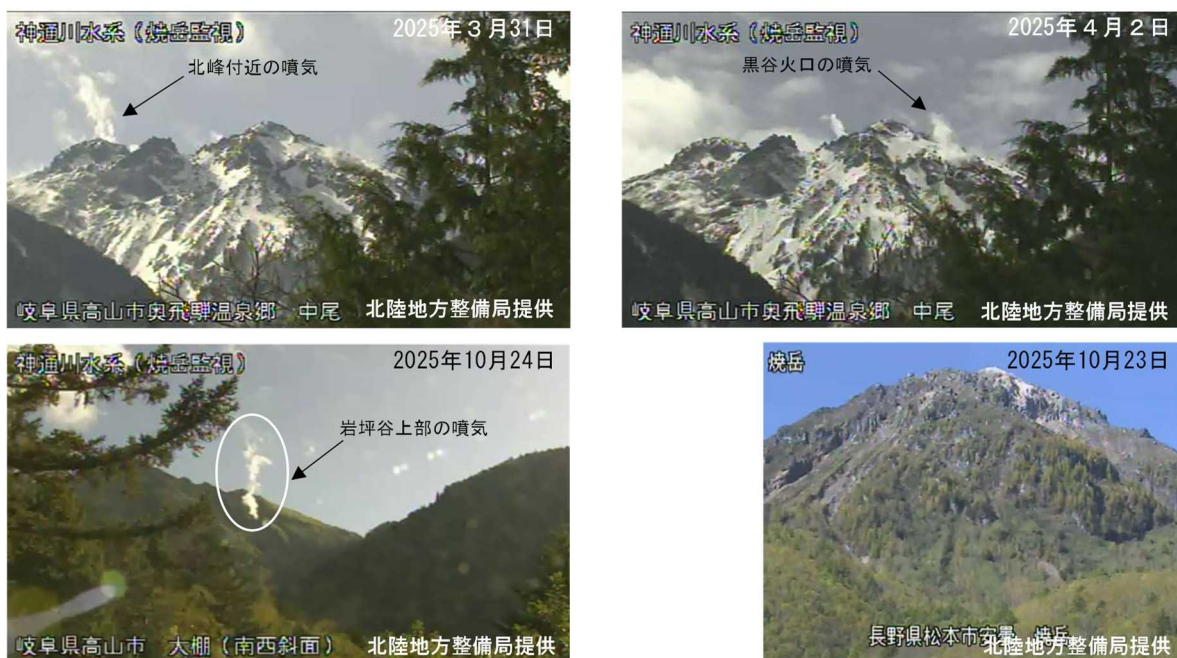 神通川水系(焼岳監視)
2025年3月31日
北峰付近の噴気
岐阜県高山市奥飛騨温泉郷 中尾
北陸地方整備局提供
神通川水系(焼岳監視)
2025年4月2日
黒谷火口の噴気
岐阜県高山市奥飛騨温泉郷 中尾
北陸地方整備局提供
神通川水系(焼岳監視)
2025年10月24日
岩坪谷上部の噴気
岐阜県高山市 大棚(南西斜面)
北陸地方整備局提供
焼岳
2025年10月23日
長野県松本市安曇 焼岳
北陸地方整備局提供